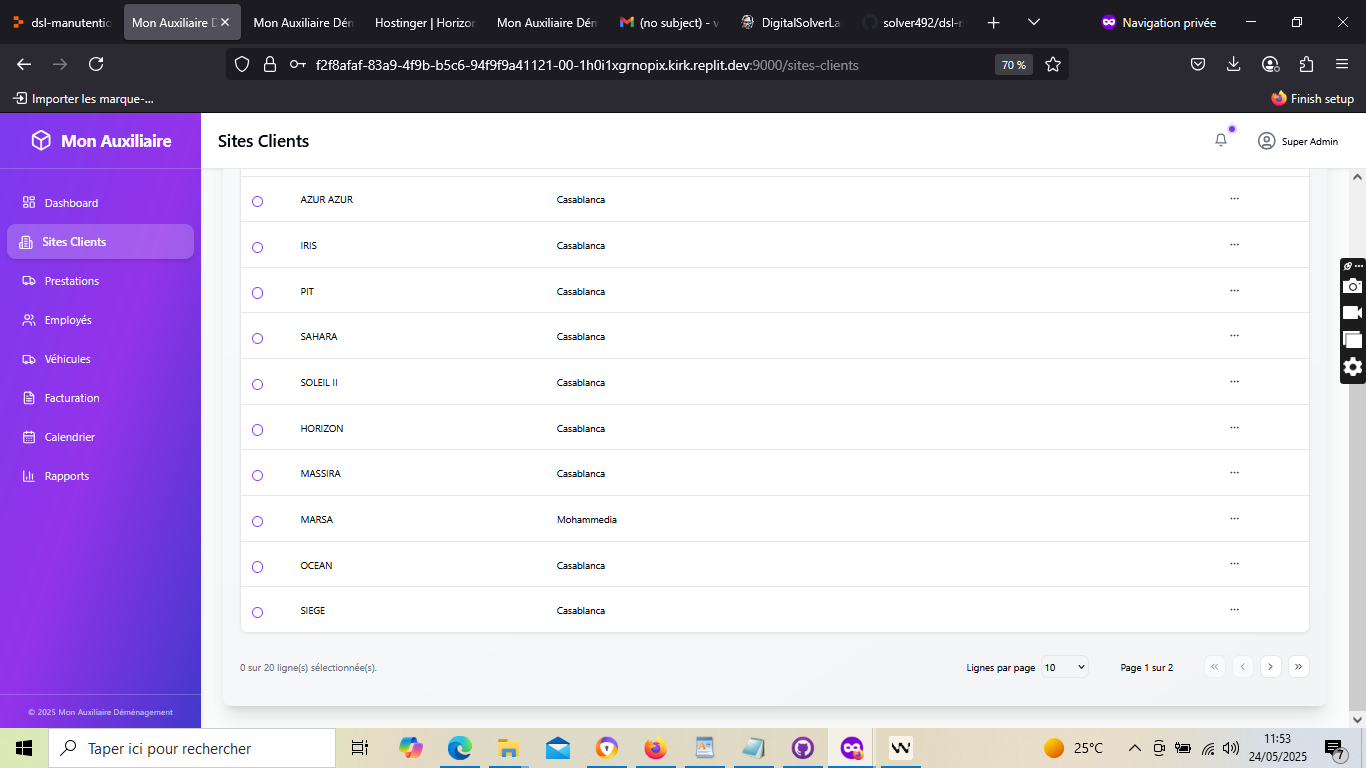 dsl-manutentio
Mon Auxiliaire D
Mon Auxiliaire Dén
Hostinger | Horizon
Mon Auxiliaire Dén
(no subject) - v
DigitalSolverLa
solver492/dsl-r
Navigation privée
f2f8afaf-83a9-4f9b-b5c6-94f9f9a41121-00-1h0i1xgrnopix.kirk.replit.dev:9000/sites-clients
70 %
Importer les marque-...
Finish setup
Mon Auxiliaire
Sites Clients
Super Admin
Dashboard
Sites Clients
Prestations
Employés
Véhicules
Facturation
Calendrier
Rapports
AZUR AZUR Casablanca ...
IRIS Casablanca ...
PIT Casablanca ...
SAHARA Casablanca ...
SOLEIL II Casablanca ...
HORIZON Casablanca ...
MASSIRA Casablanca ...
MARSA Mohammedia ...
OCEAN Casablanca ...
SIEGE Casablanca ...
0 sur 20 ligne(s) sélectionnée(s).
Lignes par page 10
Page 1 sur 2
© 2025 Mon Auxiliaire Déménagement
Taper ici pour rechercher
25°C
11:53
24/05/2025
7